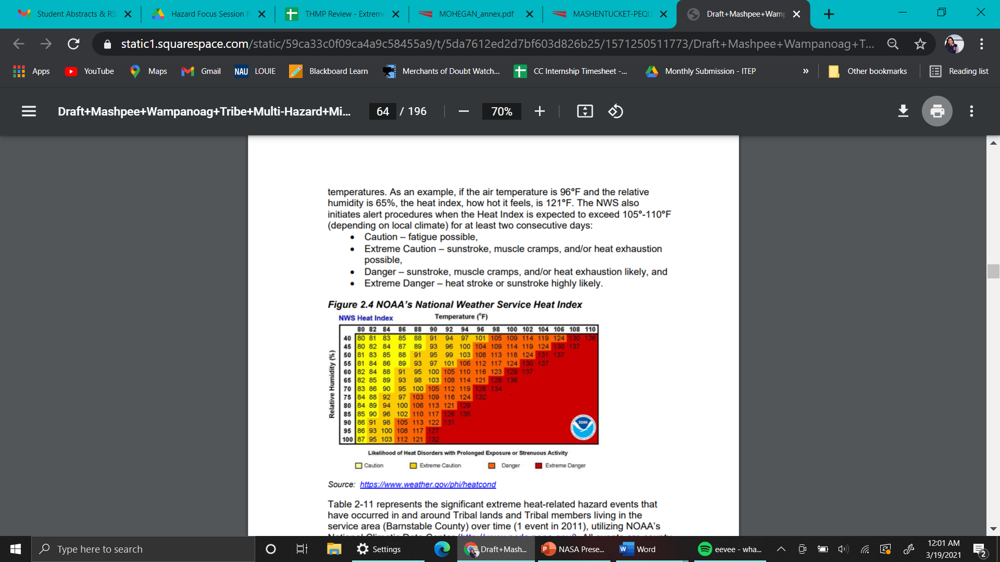 Student Abstracts & RS
Hazard Focus Session R
THMP Review - Extreme
MOHEGAN_annex.pdf
MASHENTUCKET-PEQU
Draft+Mashpee+Wamp
static1.squarespace.com/static/59ca33c0f09ca4a9c58455a9/t/5da7612ed2d7bf603d826b25/1571250511773/Draft+Mashpee+Wampanoag+T...
Apps YouTube Maps Gmail NAU LOUIE Blackboard Learn Merchants of Doubt Watch... CC Internship Timesheet -... Monthly Submission - ITEP » Other bookmarks Reading list
Draft+Mashpee+Wampanoag+Tribe+Multi-Hazard+Mi... 64 / 196 — 70% +
temperatures. As an example, if the air temperature is 96°F and the relative
humidity is 65%, the heat index, how hot it feels, is 121°F. The NWS also
initiates alert procedures when the Heat Index is expected to exceed 105°-110°F
(depending on local climate) for at least two consecutive days:
• Caution – fatigue possible,
• Extreme Caution – sunstroke, muscle cramps, and/or heat exhaustion
possible,
• Danger – sunstroke, muscle cramps, and/or heat exhaustion likely, and
• Extreme Danger – heat stroke or sunstroke highly likely.
Figure 2.4 NOAA's National Weather Service Heat Index
NWS Heat Index Temperature (°F)
80 82 84 86 88 90 92 94 96 98 100 102 104 106 108 110
Relative Humidity (%)
40 80 81 83 85 88 91 94 97 101 105 109 114 119 124 130 136
45 80 82 84 87 89 93 96 100 104 109 114 119 124 130 137
50 81 83 85 88 91 95 99 103 108 113 118 124 131 137
55 81 84 86 89 93 97 101 106 112 117 124 130 137
60 82 84 88 91 95 100 105 110 116 123 129 137
65 82 85 89 93 98 103 108 114 121 128 136
70 83 86 90 95 100 105 112 119 126 134
75 84 88 92 97 103 109 116 124 132
80 84 89 94 100 106 113 121 129
85 85 90 96 102 110 117 126 135
90 86 91 98 105 113 122 131
95 86 93 100 108 117 127
100 87 95 103 112 121 132
NOAA
Likelihood of Heat Disorders with Prolonged Exposure or Strenuous Activity
Caution Extreme Caution Danger Extreme Danger
Source: https://www.weather.gov/phi/heatcond
Table 2-11 represents the significant extreme heat-related hazard events that
have occurred in and around Tribal lands and Tribal members living in the
service area (Barnstable County) over time (1 event in 2011), utilizing NOAA's
Type here to search
Settings
Draft+Mash...
NASA Prese...
Word
eevee - wha...
12:01 AM
3/19/2021
2